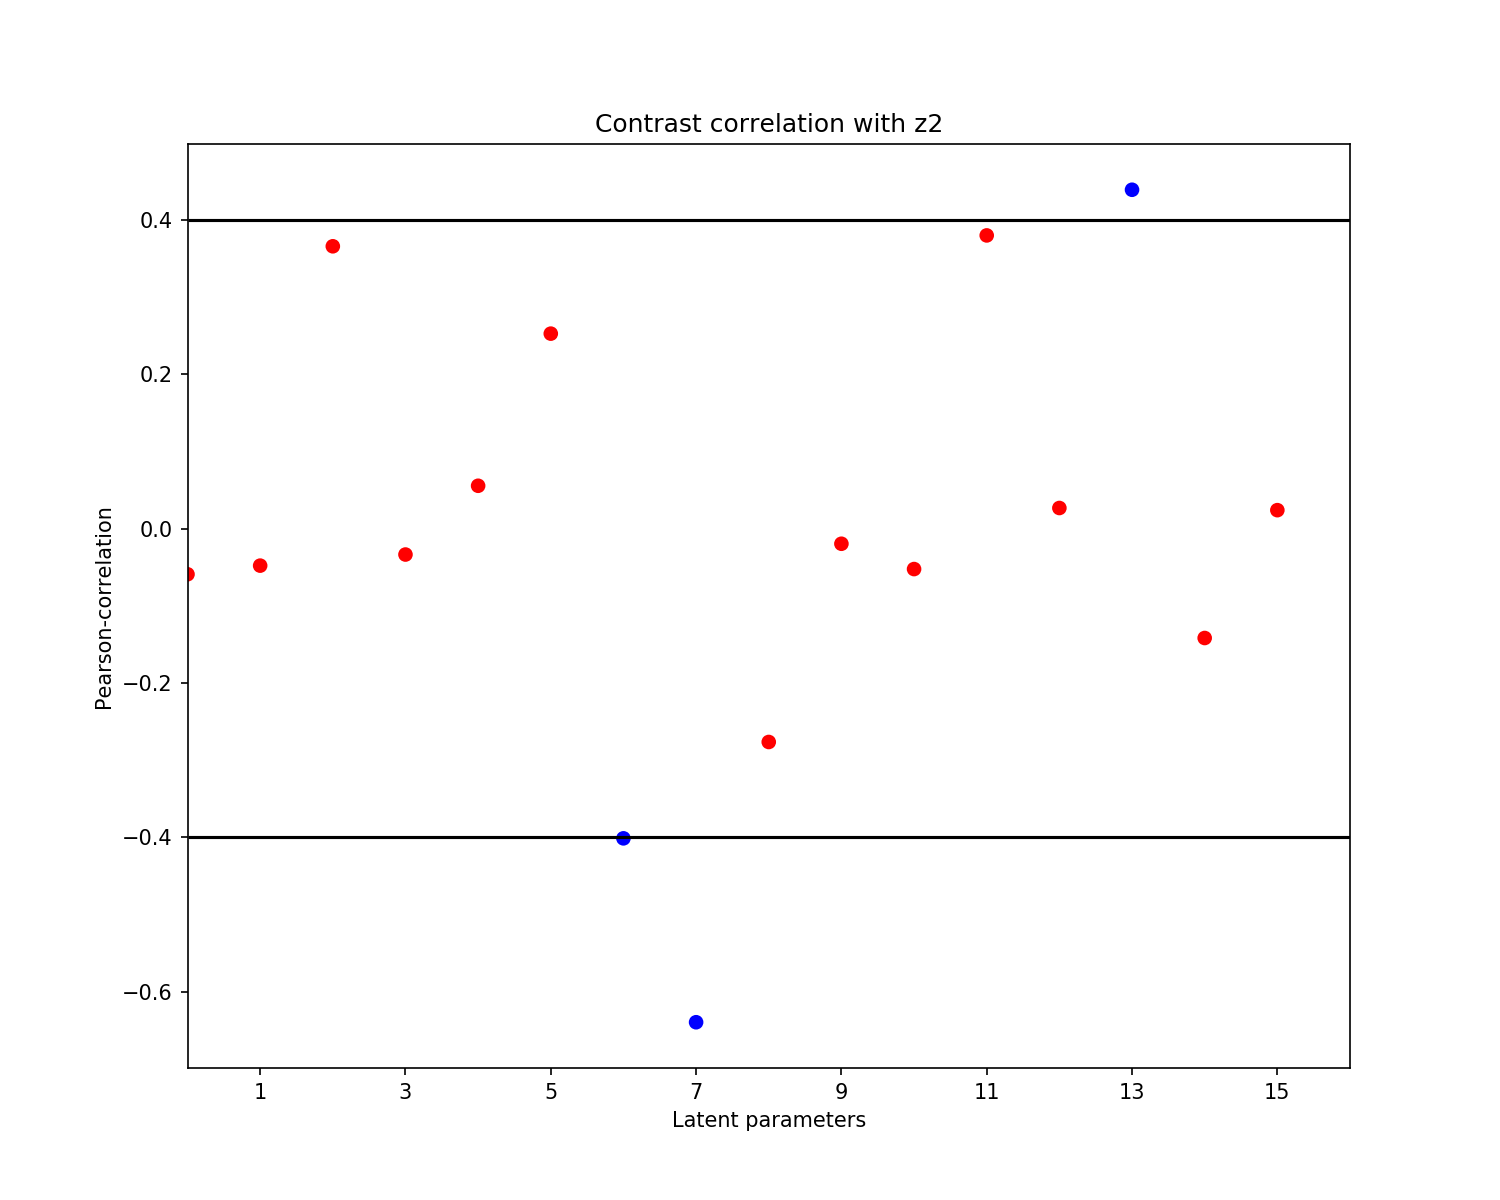 Contrast correlation with z2
0.4
0.2
0.0
−0.2
−0.4
−0.6
Pearson-correlation
1 3 5 7 9 11 13 15
Latent parameters